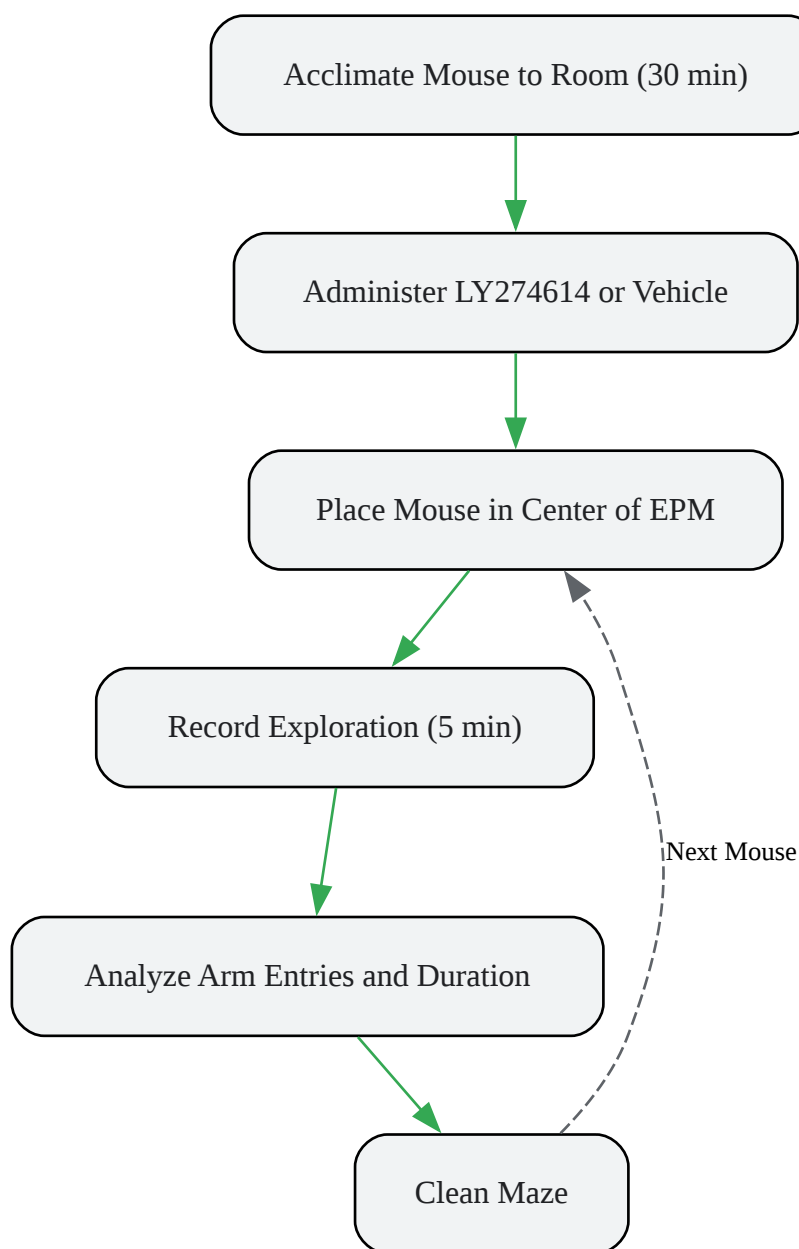 Acclimate Mouse to Room (30 min)
Administer LY274614 or Vehicle
Place Mouse in Center of EPM
Record Exploration (5 min)
Next Mouse
Analyze Arm Entries and Duration
Clean Maze